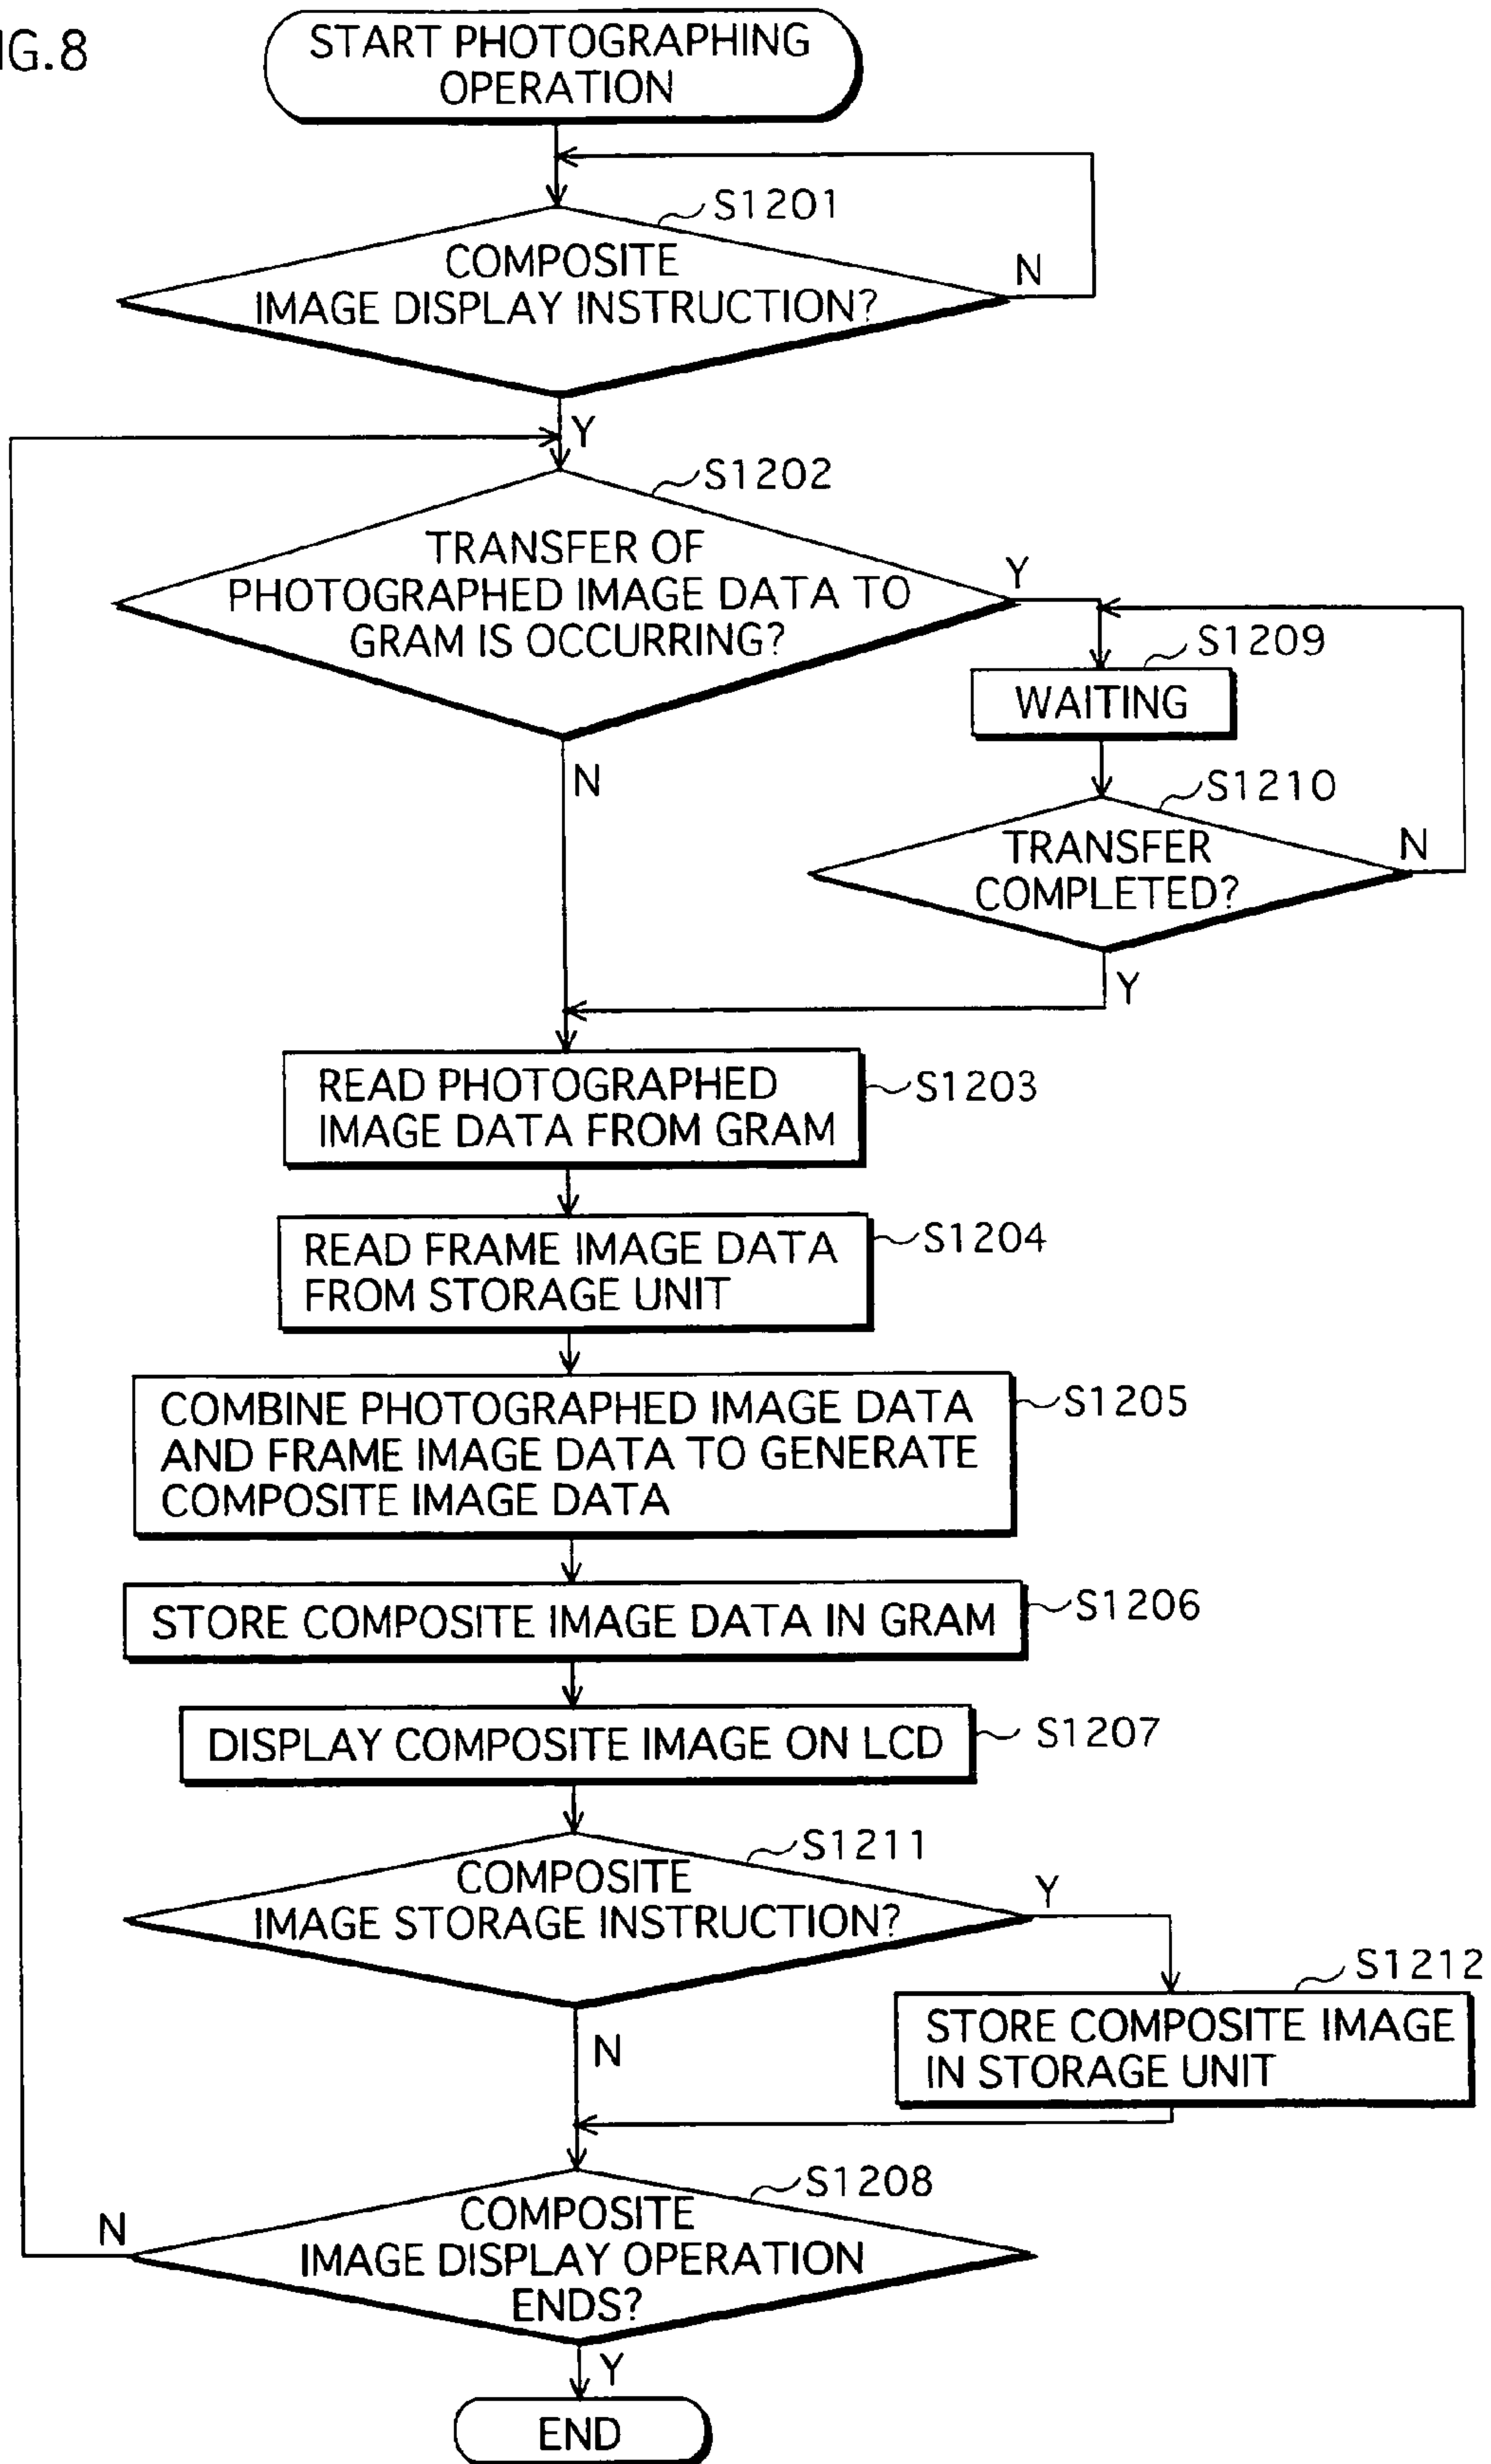 IG.8
START PHOTOGRAPHING
OPERATION
S1201
COMPOSITE
IMAGE DISPLAY INSTRUCTION?
N
Y
S1202
TRANSFER OF
PHOTOGRAPHED IMAGE DATA TO
GRAM IS OCCURRING?
Y
N
S1209
WAITING
S1210
TRANSFER
COMPLETED?
N
Y
READ PHOTOGRAPHED
IMAGE DATA FROM GRAM
S1203
READ FRAME IMAGE DATA
FROM STORAGE UNIT
S1204
COMBINE PHOTOGRAPHED IMAGE DATA
AND FRAME IMAGE DATA TO GENERATE
COMPOSITE IMAGE DATA
S1205
STORE COMPOSITE IMAGE DATA IN GRAM
S1206
DISPLAY COMPOSITE IMAGE ON LCD
S1207
S1211
COMPOSITE
IMAGE STORAGE INSTRUCTION?
Y
N
S1212
STORE COMPOSITE IMAGE
IN STORAGE UNIT
S1208
COMPOSITE
IMAGE DISPLAY OPERATION
ENDS?
N
Y
END